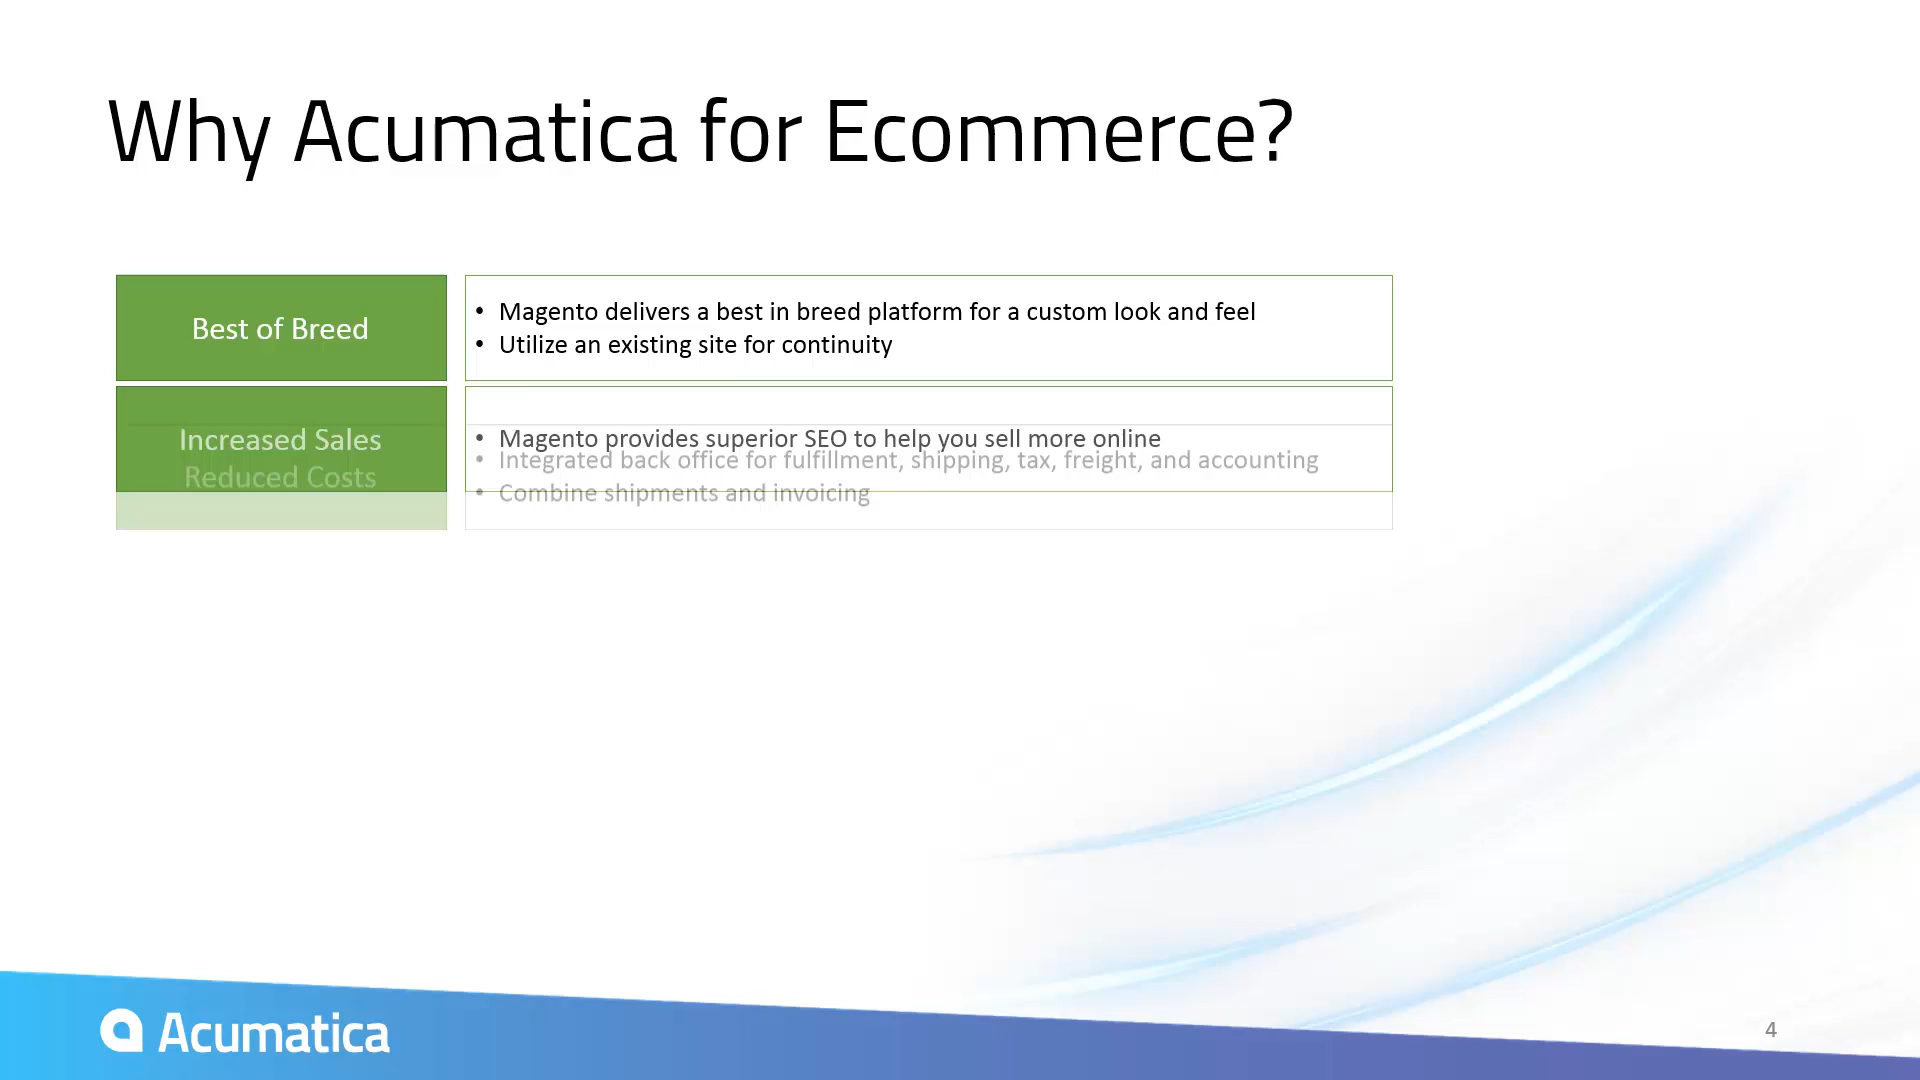 Why Acumatica for Ecommerce?
Best of Breed
• Magento delivers a best in breed platform for a custom look and feel
• Utilize an existing site for continuity
Increased Sales
• Magento provides superior SEO to help you sell more online
Reduced Costs
• Integrated back office for fulfillment, shipping, tax, freight, and accounting
• Combine shipments and invoicing
Acumatica
4